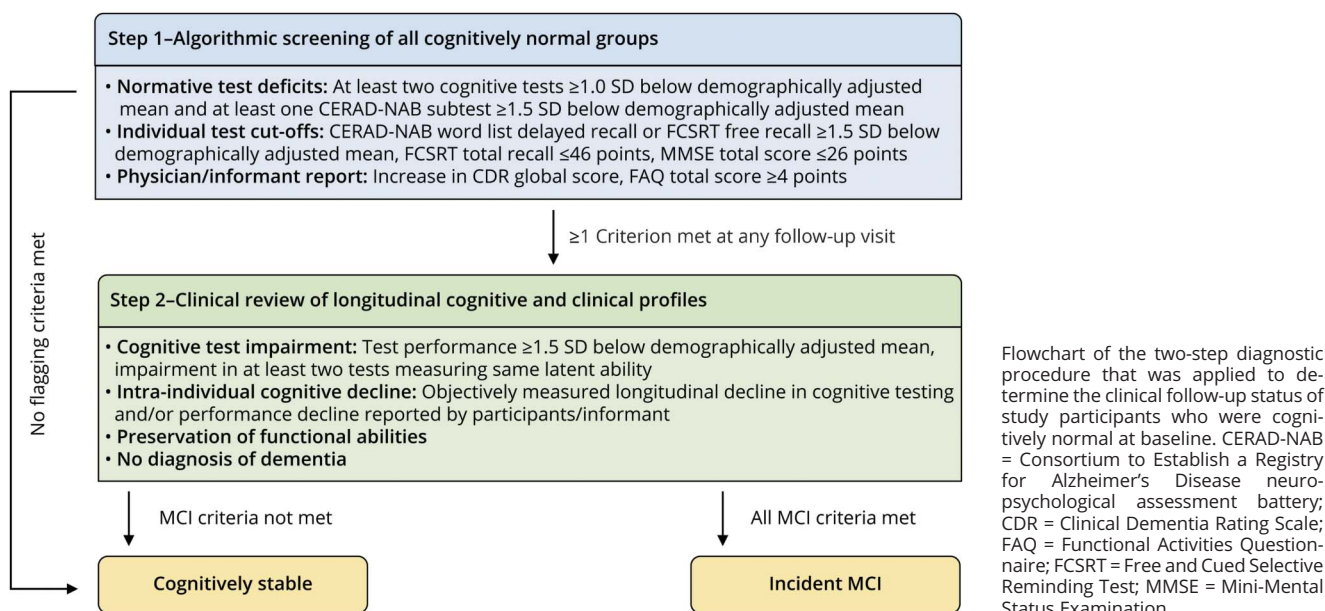 Step 1–Algorithmic screening of all cognitively normal groups
• Normative test deficits: At least two cognitive tests ≥1.0 SD below demographically adjusted
mean and at least one CERAD-NAB subtest ≥1.5 SD below demographically adjusted mean
• Individual test cut-offs: CERAD-NAB word list delayed recall or FCSRT free recall ≥1.5 SD below
demographically adjusted mean, FCSRT total recall ≤46 points, MMSE total score ≤26 points
• Physician/informant report: Increase in CDR global score, FAQ total score ≥4 points
No flagging criteria met
≥1 Criterion met at any follow-up visit
Step 2–Clinical review of longitudinal cognitive and clinical profiles
• Cognitive test impairment: Test performance ≥1.5 SD below demographically adjusted mean,
impairment in at least two tests measuring same latent ability
• Intra-individual cognitive decline: Objectively measured longitudinal decline in cognitive testing
and/or performance decline reported by participants/informant
• Preservation of functional abilities
• No diagnosis of dementia
MCI criteria not met
All MCI criteria met
Cognitively stable
Incident MCI
Flowchart of the two-step diagnostic
procedure that was applied to de-
termine the clinical follow-up status of
study participants who were cogni-
tively normal at baseline. CERAD-NAB
= Consortium to Establish a Registry
for Alzheimer's Disease neuro-
psychological assessment battery;
CDR = Clinical Dementia Rating Scale;
FAQ = Functional Activities Question-
naire; FCSRT = Free and Cued Selective
Reminding Test; MMSE = Mini-Mental
Status Examination